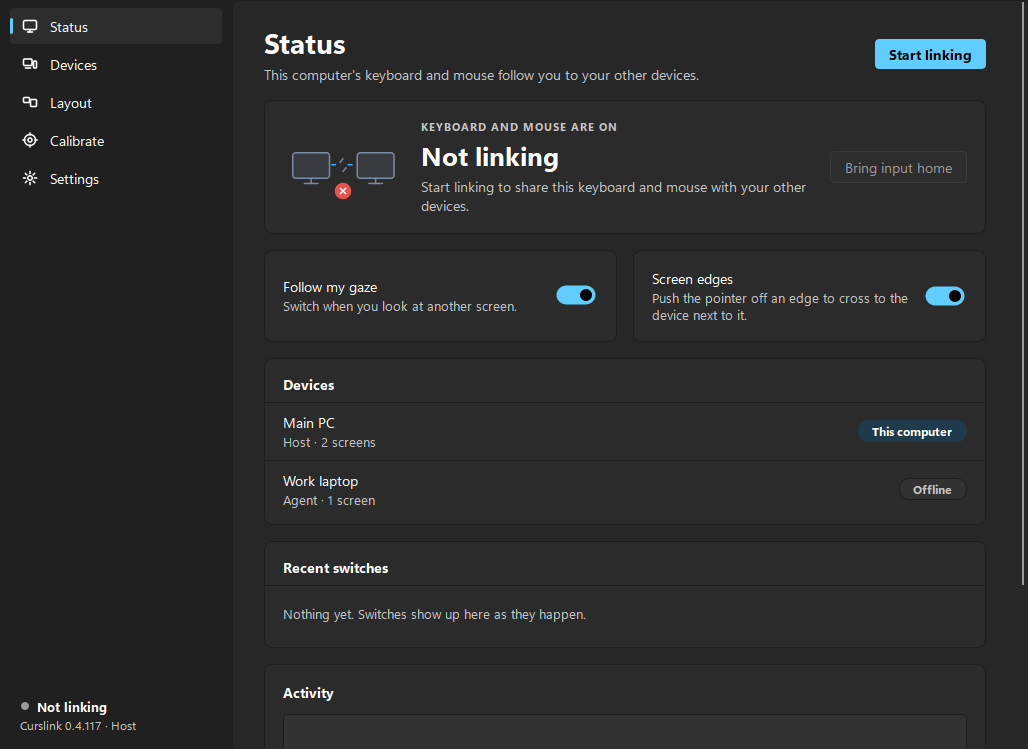 Status
Devices
Layout
Calibrate
Settings
Not linking
Curslink 0.4.117 · Host
Status
This computer's keyboard and mouse follow you to your other devices.
Start linking
KEYBOARD AND MOUSE ARE ON
Not linking
Start linking to share this keyboard and mouse with your other
devices.
Bring input home
Follow my gaze
Switch when you look at another screen.
Screen edges
Push the pointer off an edge to cross to the
device next to it.
Devices
Main PC
Host · 2 screens
This computer
Work laptop
Agent · 1 screen
Offline
Recent switches
Nothing yet. Switches show up here as they happen.
Activity